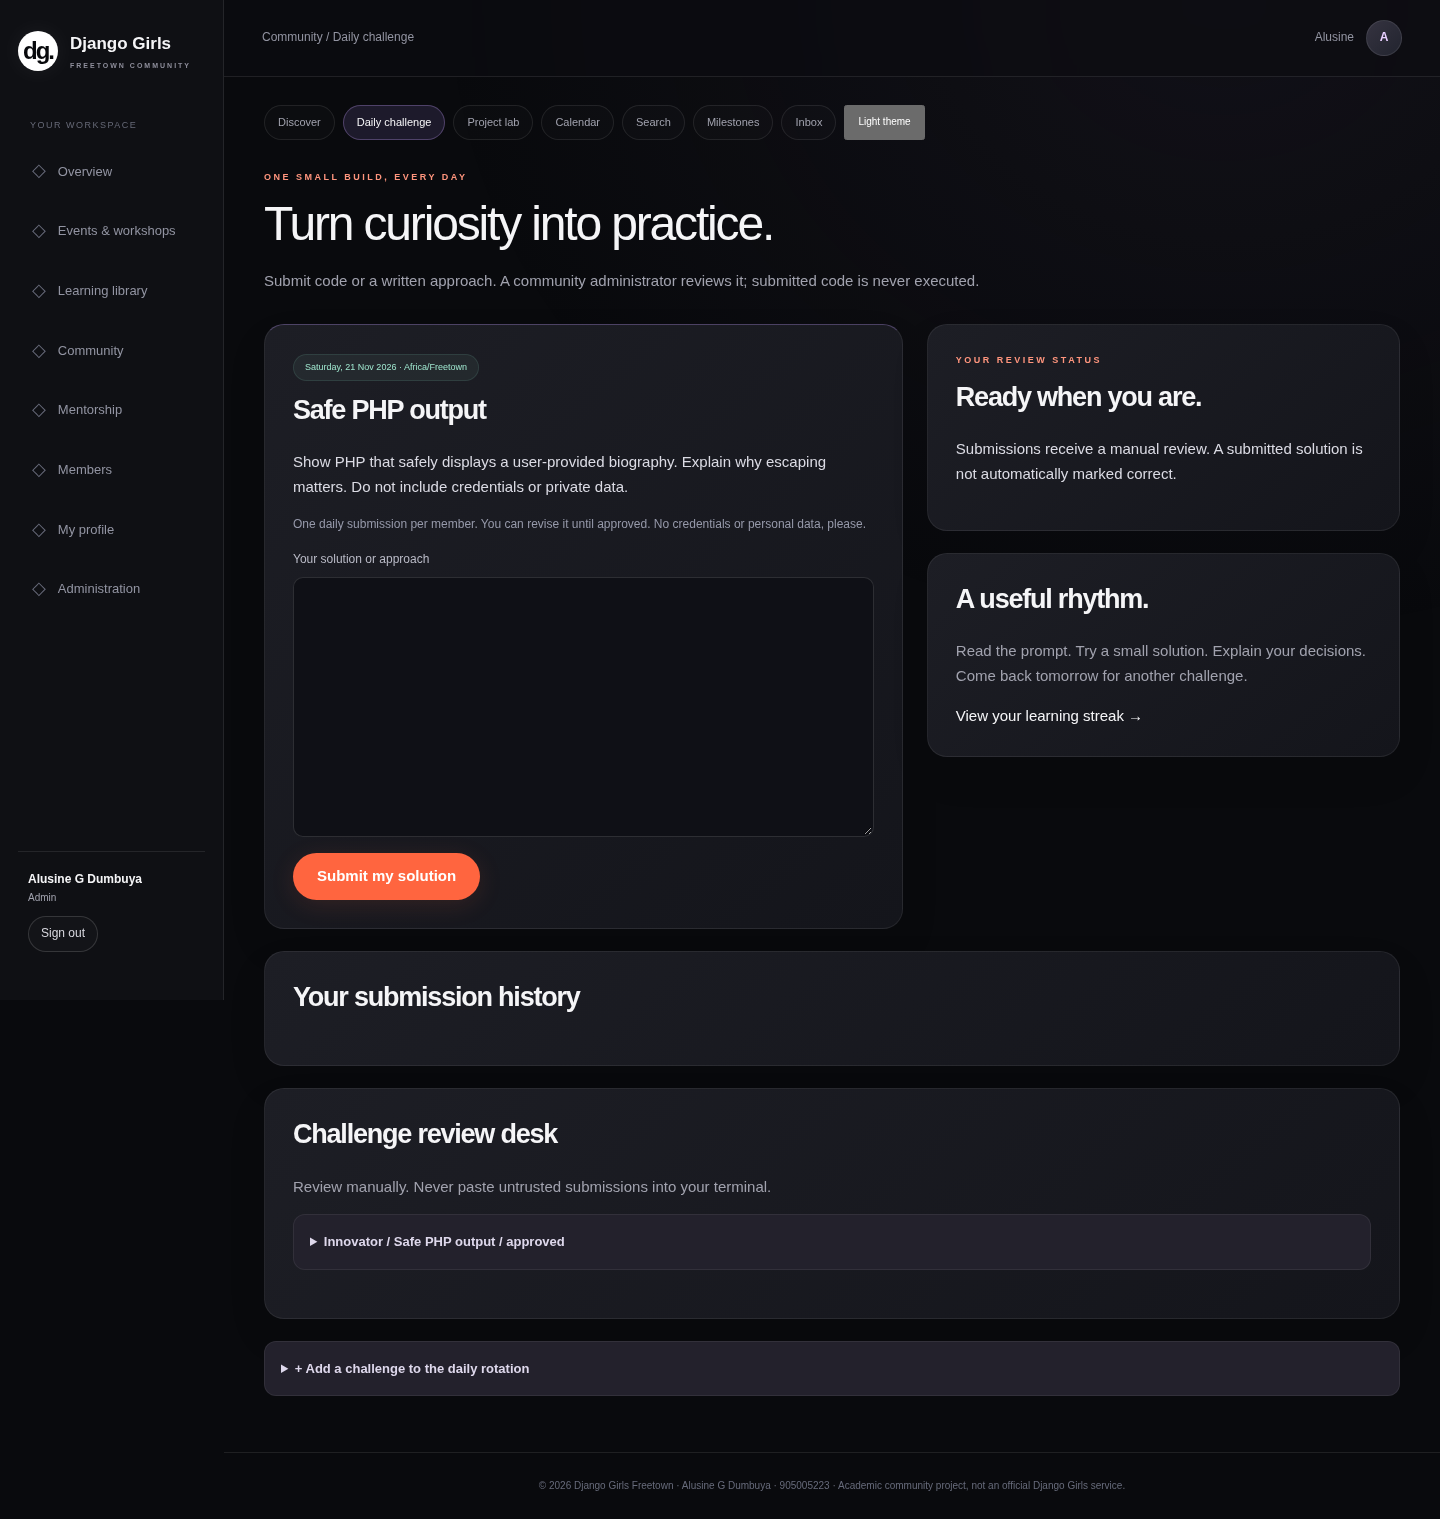 dg.
Django Girls
FREETOWN COMMUNITY
YOUR WORKSPACE
Overview
Events & workshops
Learning library
Community
Mentorship
Members
My profile
Administration
Alusine G Dumbuya
Admin
Sign out
Community / Daily challenge
Alusine
A
Discover
Daily challenge
Project lab
Calendar
Search
Milestones
Inbox
Light theme
ONE SMALL BUILD, EVERY DAY
Turn curiosity into practice.
Submit code or a written approach. A community administrator reviews it; submitted code is never executed.
Saturday, 21 Nov 2026 · Africa/Freetown
Safe PHP output
Show PHP that safely displays a user-provided biography. Explain why escaping
matters. Do not include credentials or private data.
One daily submission per member. You can revise it until approved. No credentials or personal data, please.
Your solution or approach
Submit my solution
YOUR REVIEW STATUS
Ready when you are.
Submissions receive a manual review. A submitted solution is
not automatically marked correct.
A useful rhythm.
Read the prompt. Try a small solution. Explain your decisions.
Come back tomorrow for another challenge.
View your learning streak →
Your submission history
Challenge review desk
Review manually. Never paste untrusted submissions into your terminal.
Innovator / Safe PHP output / approved
+ Add a challenge to the daily rotation
© 2026 Django Girls Freetown · Alusine G Dumbuya · 905005223 · Academic community project, not an official Django Girls service.